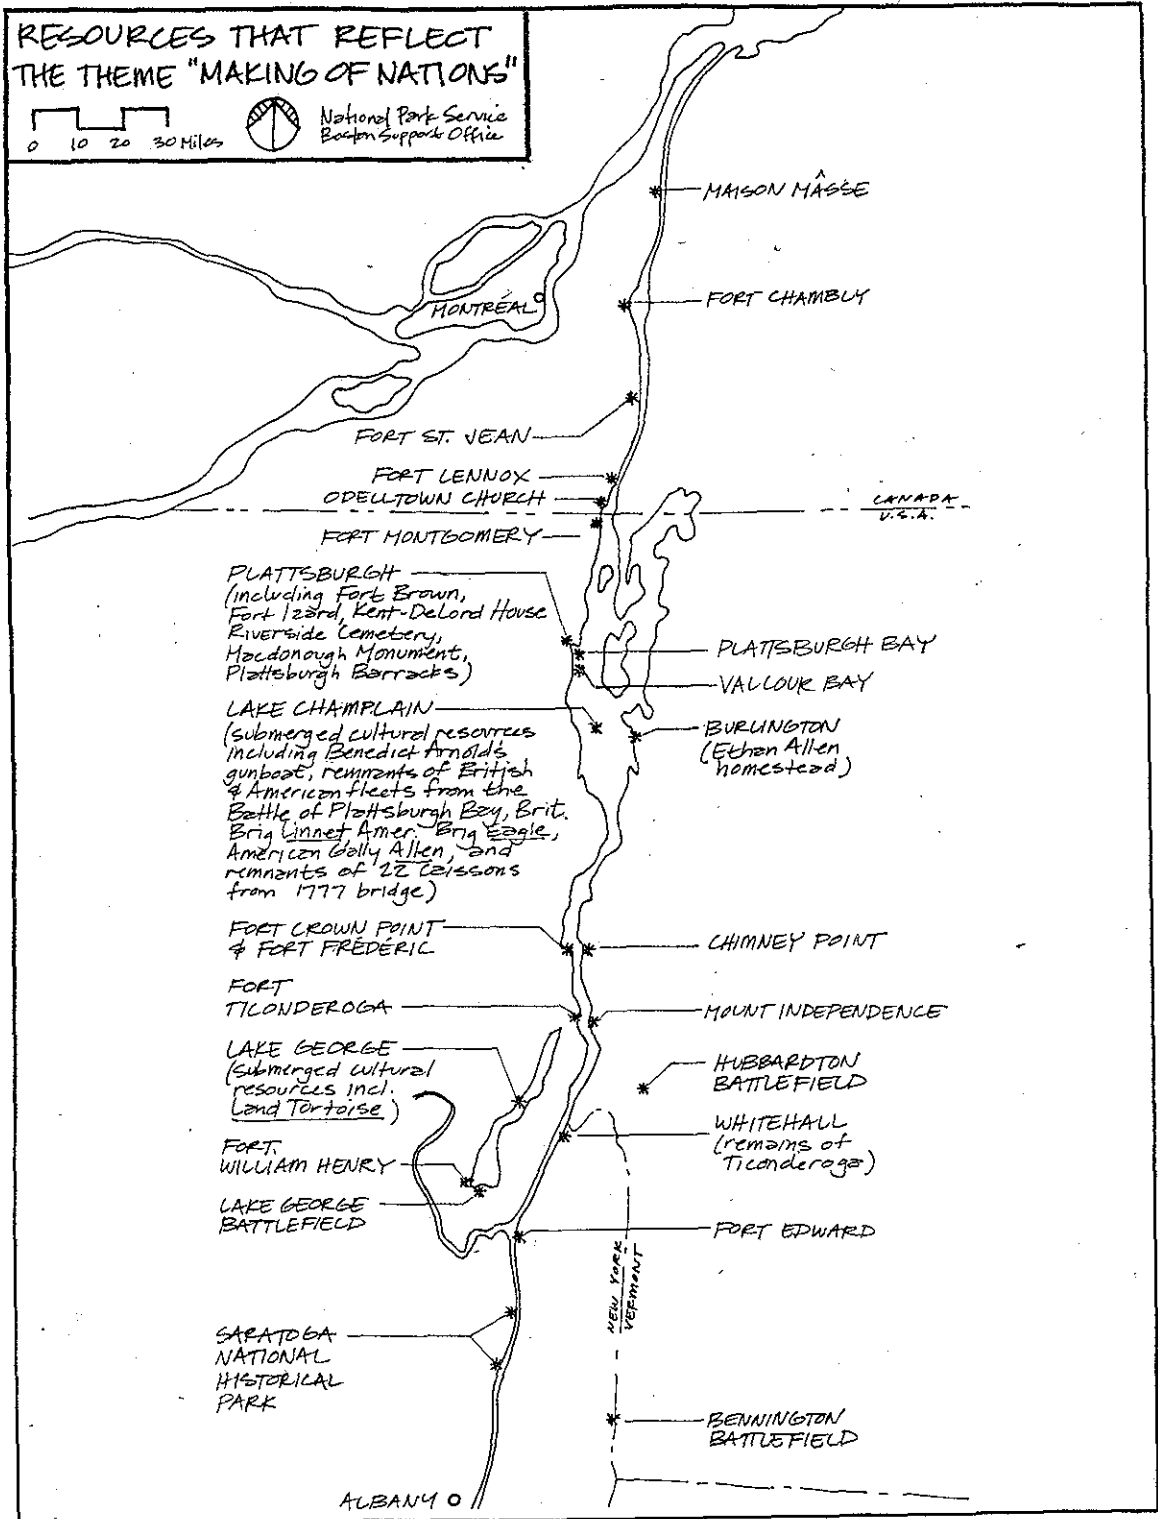 RESOURCES THAT REFLECT
THE THEME "MAKING OF NATIONS"
0 10 20 30 Miles
National Park Service
Boston Support Office
MAISON MÂSSE
MONTRÉAL
FORT CHAMBLY
FORT ST. JEAN
FORT LENNOX
ODELLTOWN CHURCH
CANADA
U.S.A.
FORT MONTGOMERY
PLATTSBURGH
(including Fort Brown,
Fort Izard, Kent-DeLord House
Riverside Cemetery,
Macdonough Monument,
Plattsburgh Barracks)
PLATTSBURGH BAY
VALCOUR BAY
LAKE CHAMPLAIN
(submerged cultural resources
including Benedict Arnold's
gunboat, remnants of British
& American fleets from the
Battle of Plattsburgh Bay, Brit.
Brig Linnet, Amer. Brig Eagle,
American Gally Allen, and
remnants of 22 caissons
from 1777 bridge)
BURLINGTON
(Ethan Allen
homestead)
FORT CROWN POINT
& FORT FRÉDÉRIC
CHIMNEY POINT
FORT
TICONDEROGA
MOUNT INDEPENDENCE
LAKE GEORGE
(submerged cultural
resources incl.
Land Tortoise)
HUBBARDTON
BATTLEFIELD
WHITEHALL
(remains of
Ticonderoga)
FORT
WILLIAM HENRY
LAKE GEORGE
BATTLEFIELD
FORT EDWARD
NEW YORK
VERMONT
SARATOGA
NATIONAL
HISTORICAL
PARK
BENNINGTON
BATTLEFIELD
ALBANY